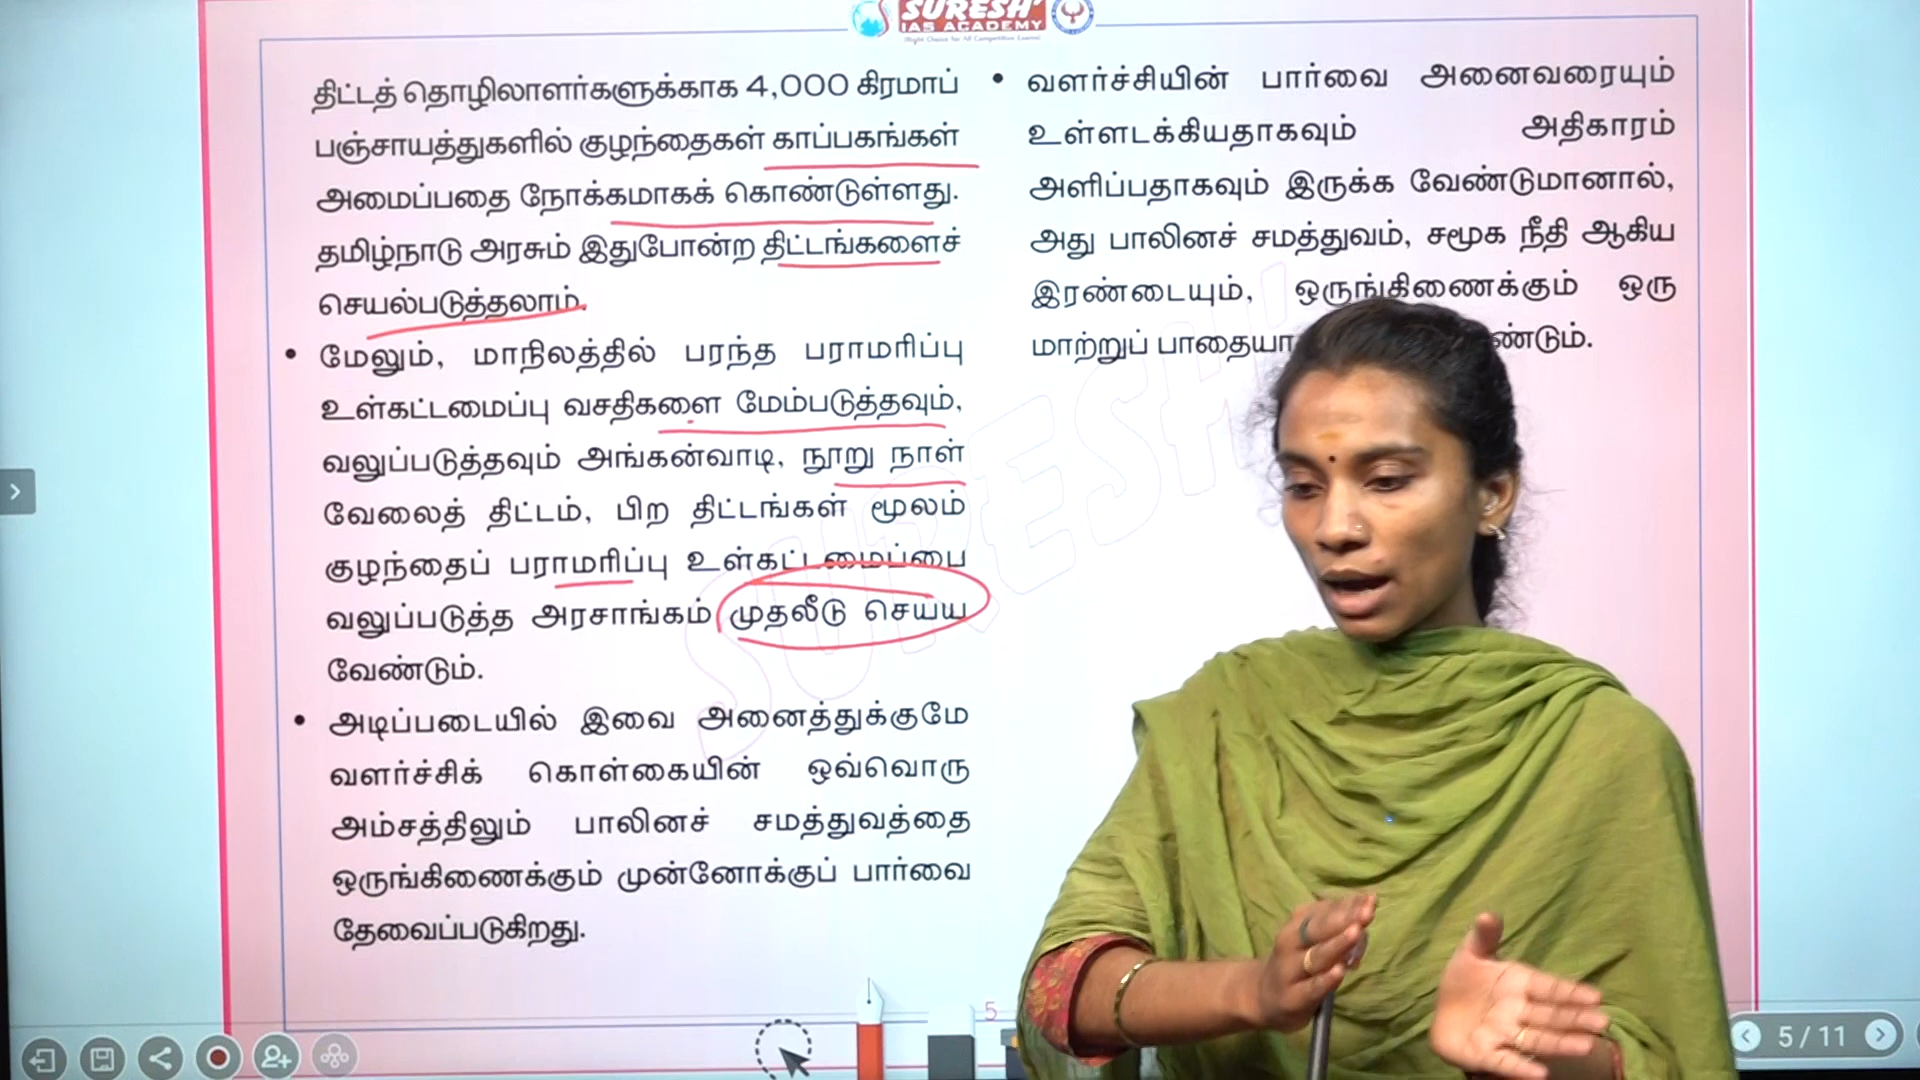 SURESH'
IAS ACADEMY
திட்டத் தொழிலாளர்களுக்காக 4,000 கிரமாப்
பஞ்சாயத்துகளில் குழந்தைகள் காப்பகங்கள்
அமைப்பதை நோக்கமாகக் கொண்டுள்ளது.
தமிழ்நாடு அரசும் இதுபோன்ற திட்டங்களைச்
செயல்படுத்தலாம்.
• மேலும், மாநிலத்தில் பரந்த பராமரிப்பு
உள்கட்டமைப்பு வசதிகளை மேம்படுத்தவும்,
வலுப்படுத்தவும் அங்கன்வாடி, நூறு நாள்
வேலைத் திட்டம், பிற திட்டங்கள் மூலம்
குழந்தைப் பராமரிப்பு உள்கட்டமைப்பை
வலுப்படுத்த அரசாங்கம் முதலீடு செய்ய
வேண்டும்.
• அடிப்படையில் இவை அனைத்துக்குமே
வளர்ச்சிக் கொள்கையின் ஒவ்வொரு
அம்சத்திலும் பாலினச் சமத்துவத்தை
ஒருங்கிணைக்கும் முன்னோக்குப் பார்வை
தேவைப்படுகிறது.
• வளர்ச்சியின் பார்வை அனைவரையும்
உள்ளடக்கியதாகவும் அதிகாரம்
அளிப்பதாகவும் இருக்க வேண்டுமானால்,
அது பாலினச் சமத்துவம், சமூக நீதி ஆகிய
இரண்டையும், ஒருங்கிணைக்கும் ஒரு
மாற்றுப்
SURESH'
5
5 / 11